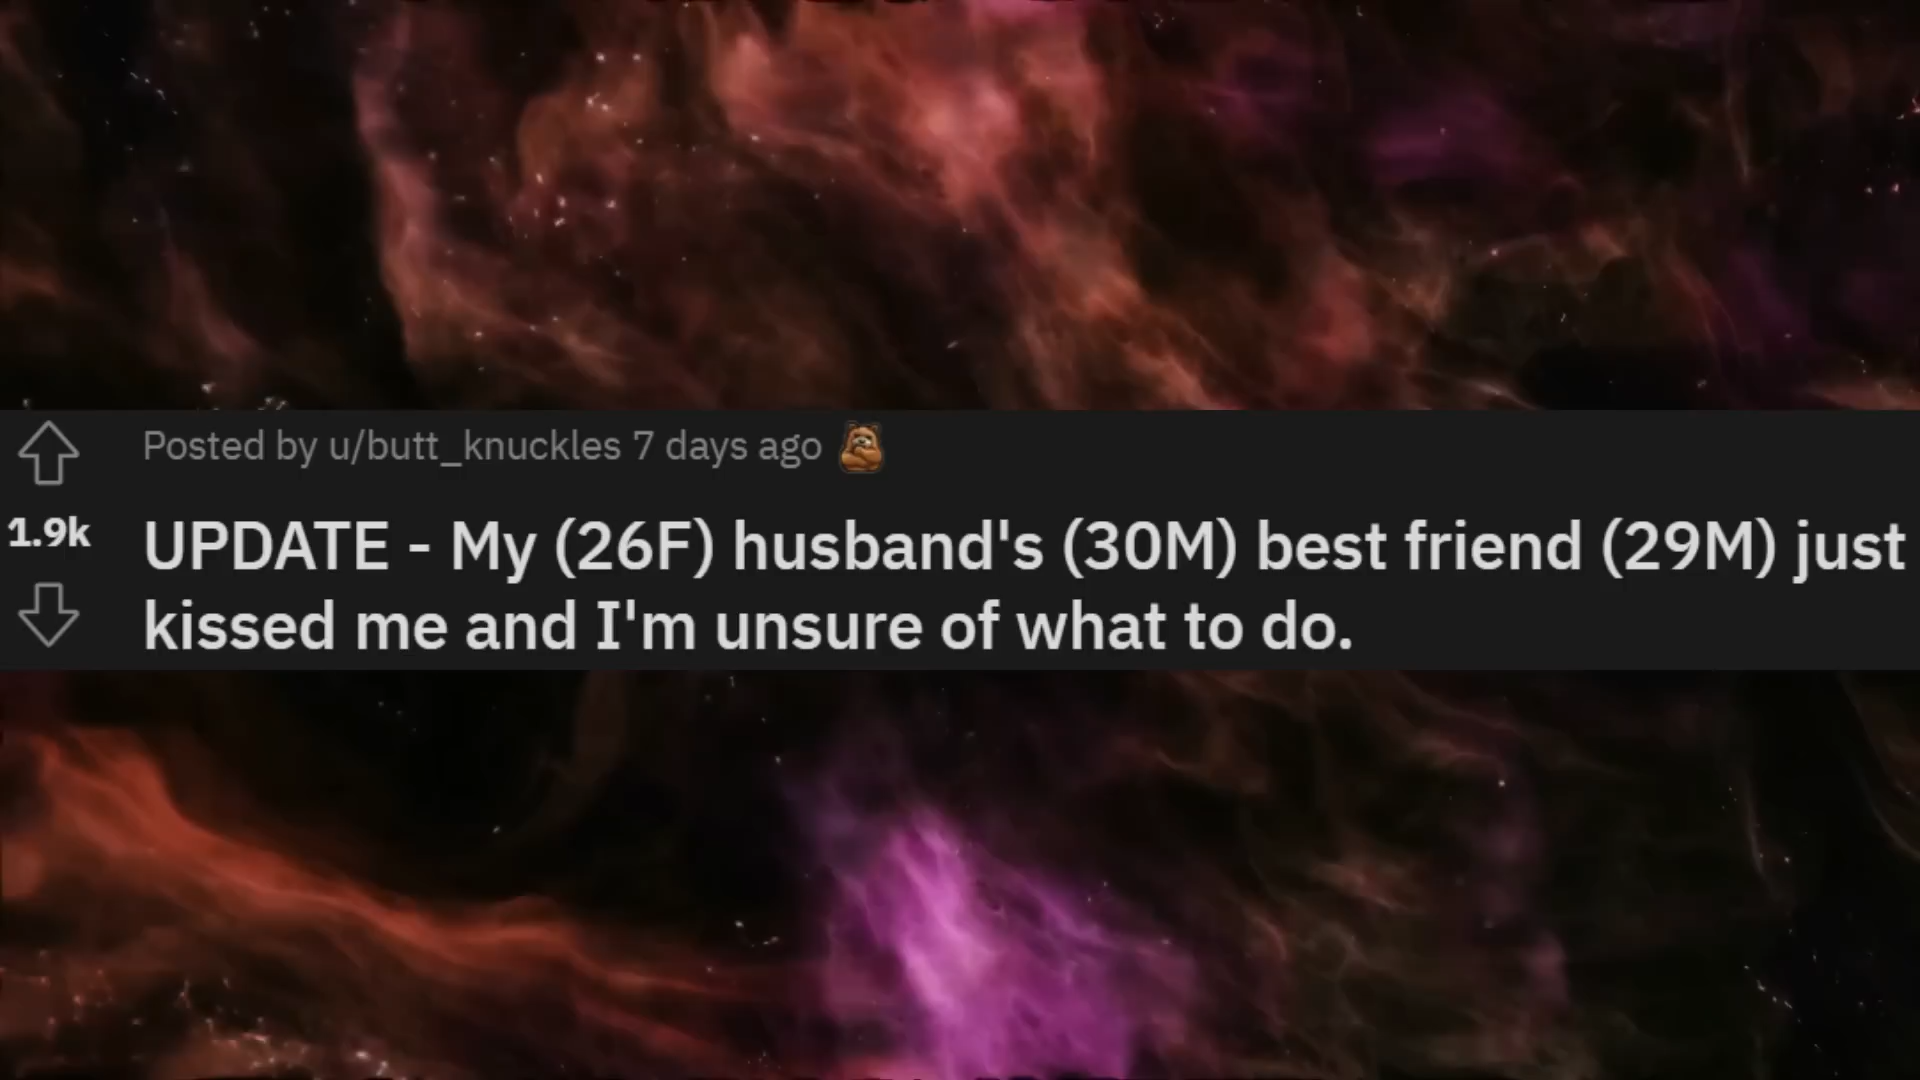 Posted by u/butt_knuckles 7 days ago
1.9k
UPDATE - My (26F) husband's (30M) best friend (29M) just
kissed me and I'm unsure of what to do.